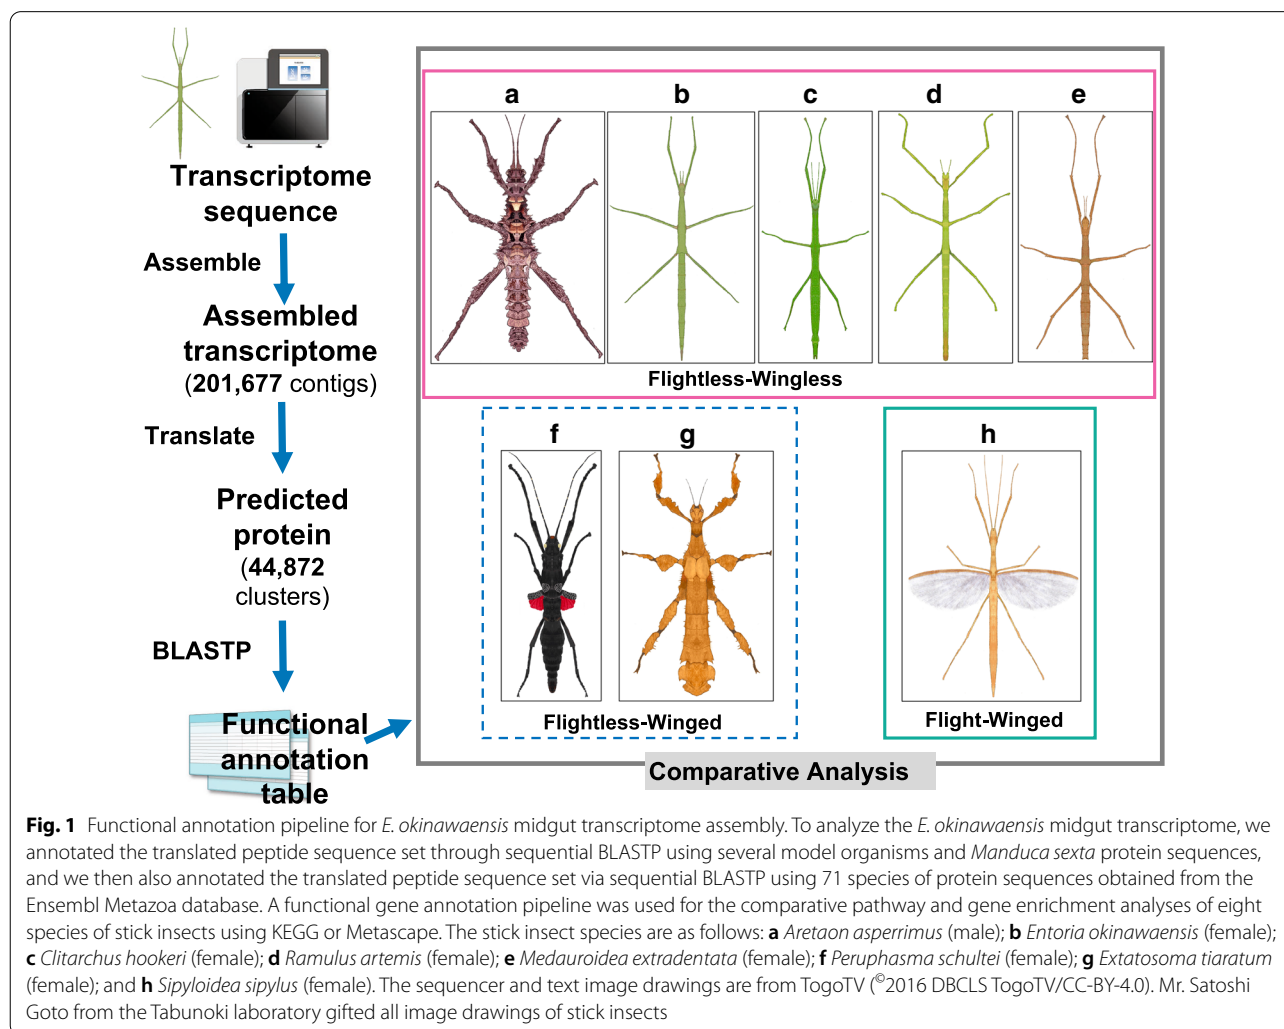 Transcriptome
sequence
Assemble
Assembled
transcriptome
(201,677 contigs)
Translate
Predicted
protein
(44,872
clusters)
BLASTP
Functional
annotation
table
a b c d e
Flightless-Wingless
f g
Flightless-Winged
h
Flight-Winged
Comparative Analysis
Fig. 1 Functional annotation pipeline for E. okinawaensis midgut transcriptome assembly. To analyze the E. okinawaensis midgut transcriptome, we
annotated the translated peptide sequence set through sequential BLASTP using several model organisms and Manduca sexta protein sequences,
and we then also annotated the translated peptide sequence set via sequential BLASTP using 71 species of protein sequences obtained from the
Ensembl Metazoa database. A functional gene annotation pipeline was used for the comparative pathway and gene enrichment analyses of eight
species of stick insects using KEGG or Metascape. The stick insect species are as follows: a Aretaon asperrimus (male); b Entoria okinawaensis (female);
c Clitarchus hookeri (female); d Ramulus artemis (female); e Medauroidea extradentata (female); f Peruphasma schultei (female); g Extatosoma tiaratum
(female); and h Sipyloidea sipylus (female). The sequencer and text image drawings are from TogoTV (©2016 DBCLS TogoTV/CC-BY-4.0). Mr. Satoshi
Goto from the Tabunoki laboratory gifted all image drawings of stick insects